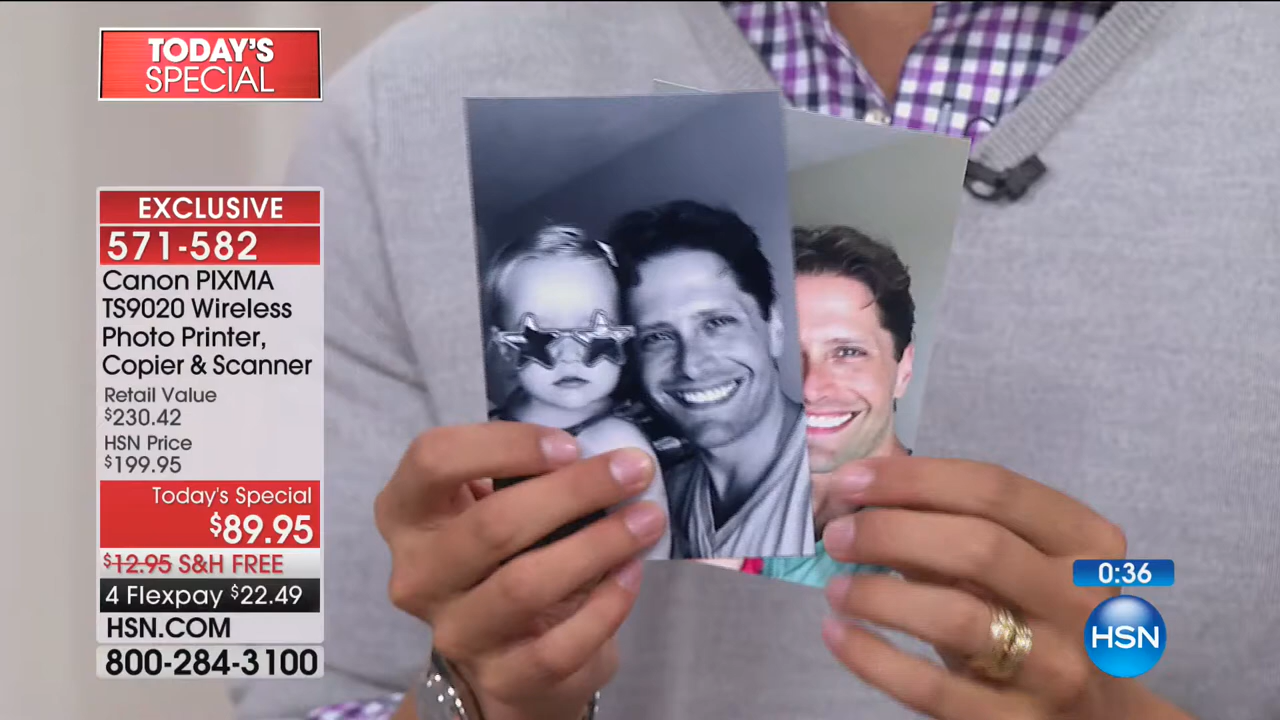 TODAY'S
SPECIAL
EXCLUSIVE
571-582
Canon PIXMA
TS9020 Wireless
Photo Printer,
Copier & Scanner
Retail Value
$230.42
HSN Price
$199.95
Today's Special
$89.95
$12.95 S&H FREE
4 Flexpay $22.49
HSN.COM
800-284-3100
0:36
HSN